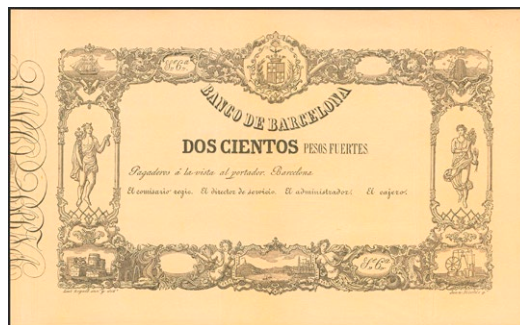 BANCO DE BARCELONA
DOS CIENTOS PESOS FUERTES
Pagaderos á la vista al portador. Barcelona
El comisario regio. El director de servicio. El administrador: El cajero: